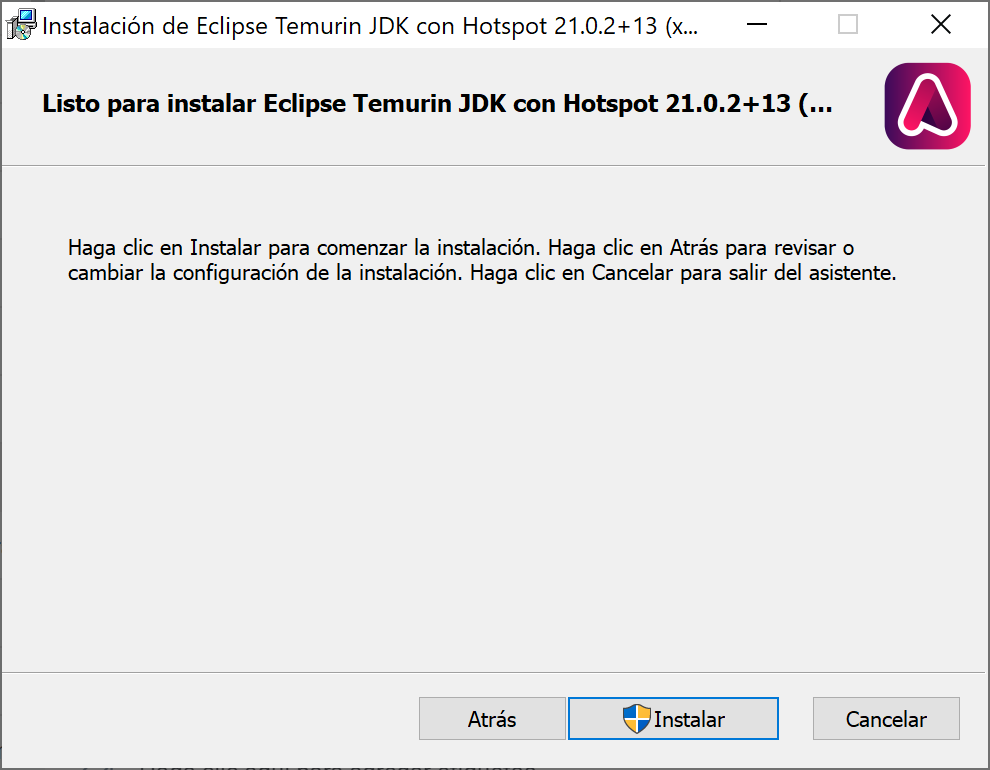 Instalación de Eclipse Temurin JDK con Hotspot 21.0.2+13 (x...
Listo para instalar Eclipse Temurin JDK con Hotspot 21.0.2+13 (...
Haga clic en Instalar para comenzar la instalación. Haga clic en Atrás para revisar o
cambiar la configuración de la instalación. Haga clic en Cancelar para salir del asistente.
Atrás
Instalar
Cancelar